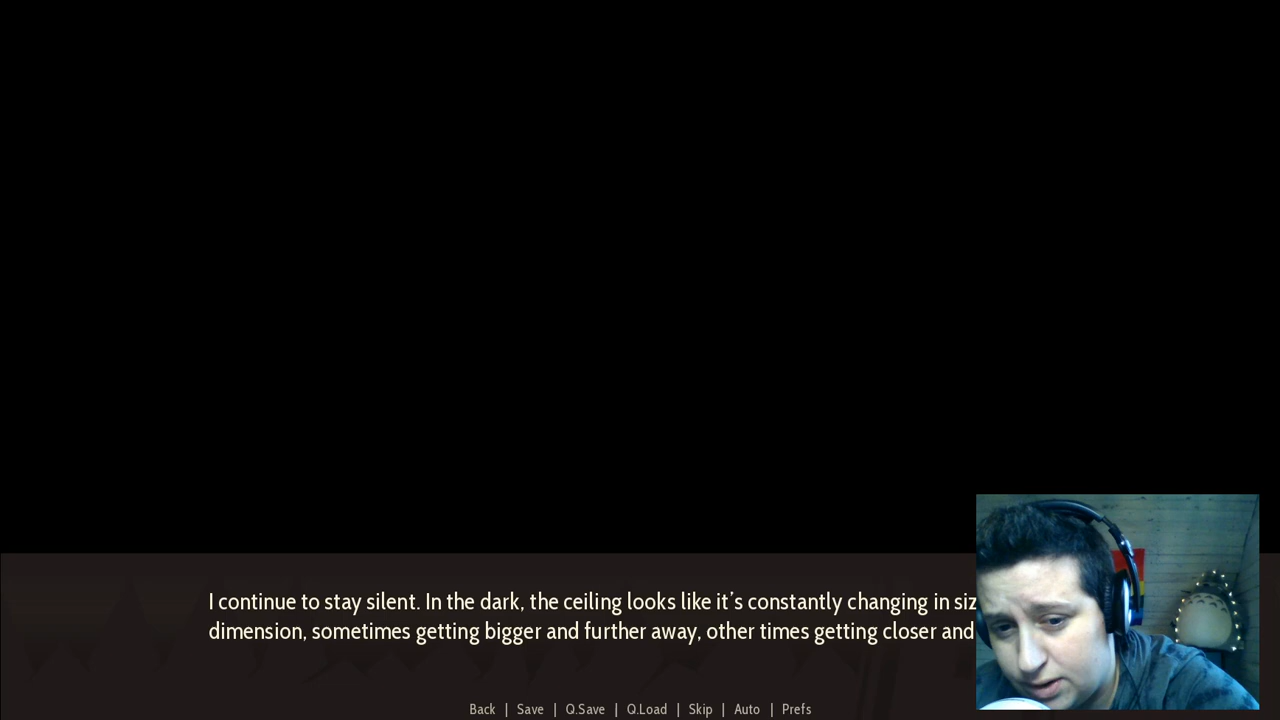 I continue to stay silent. In the dark, the ceiling looks like it's constantly changing in
dimension, sometimes getting bigger and further away, other times getting closer and
Back | Save | Q.Save | Q.Load | Skip | Auto | Prefs